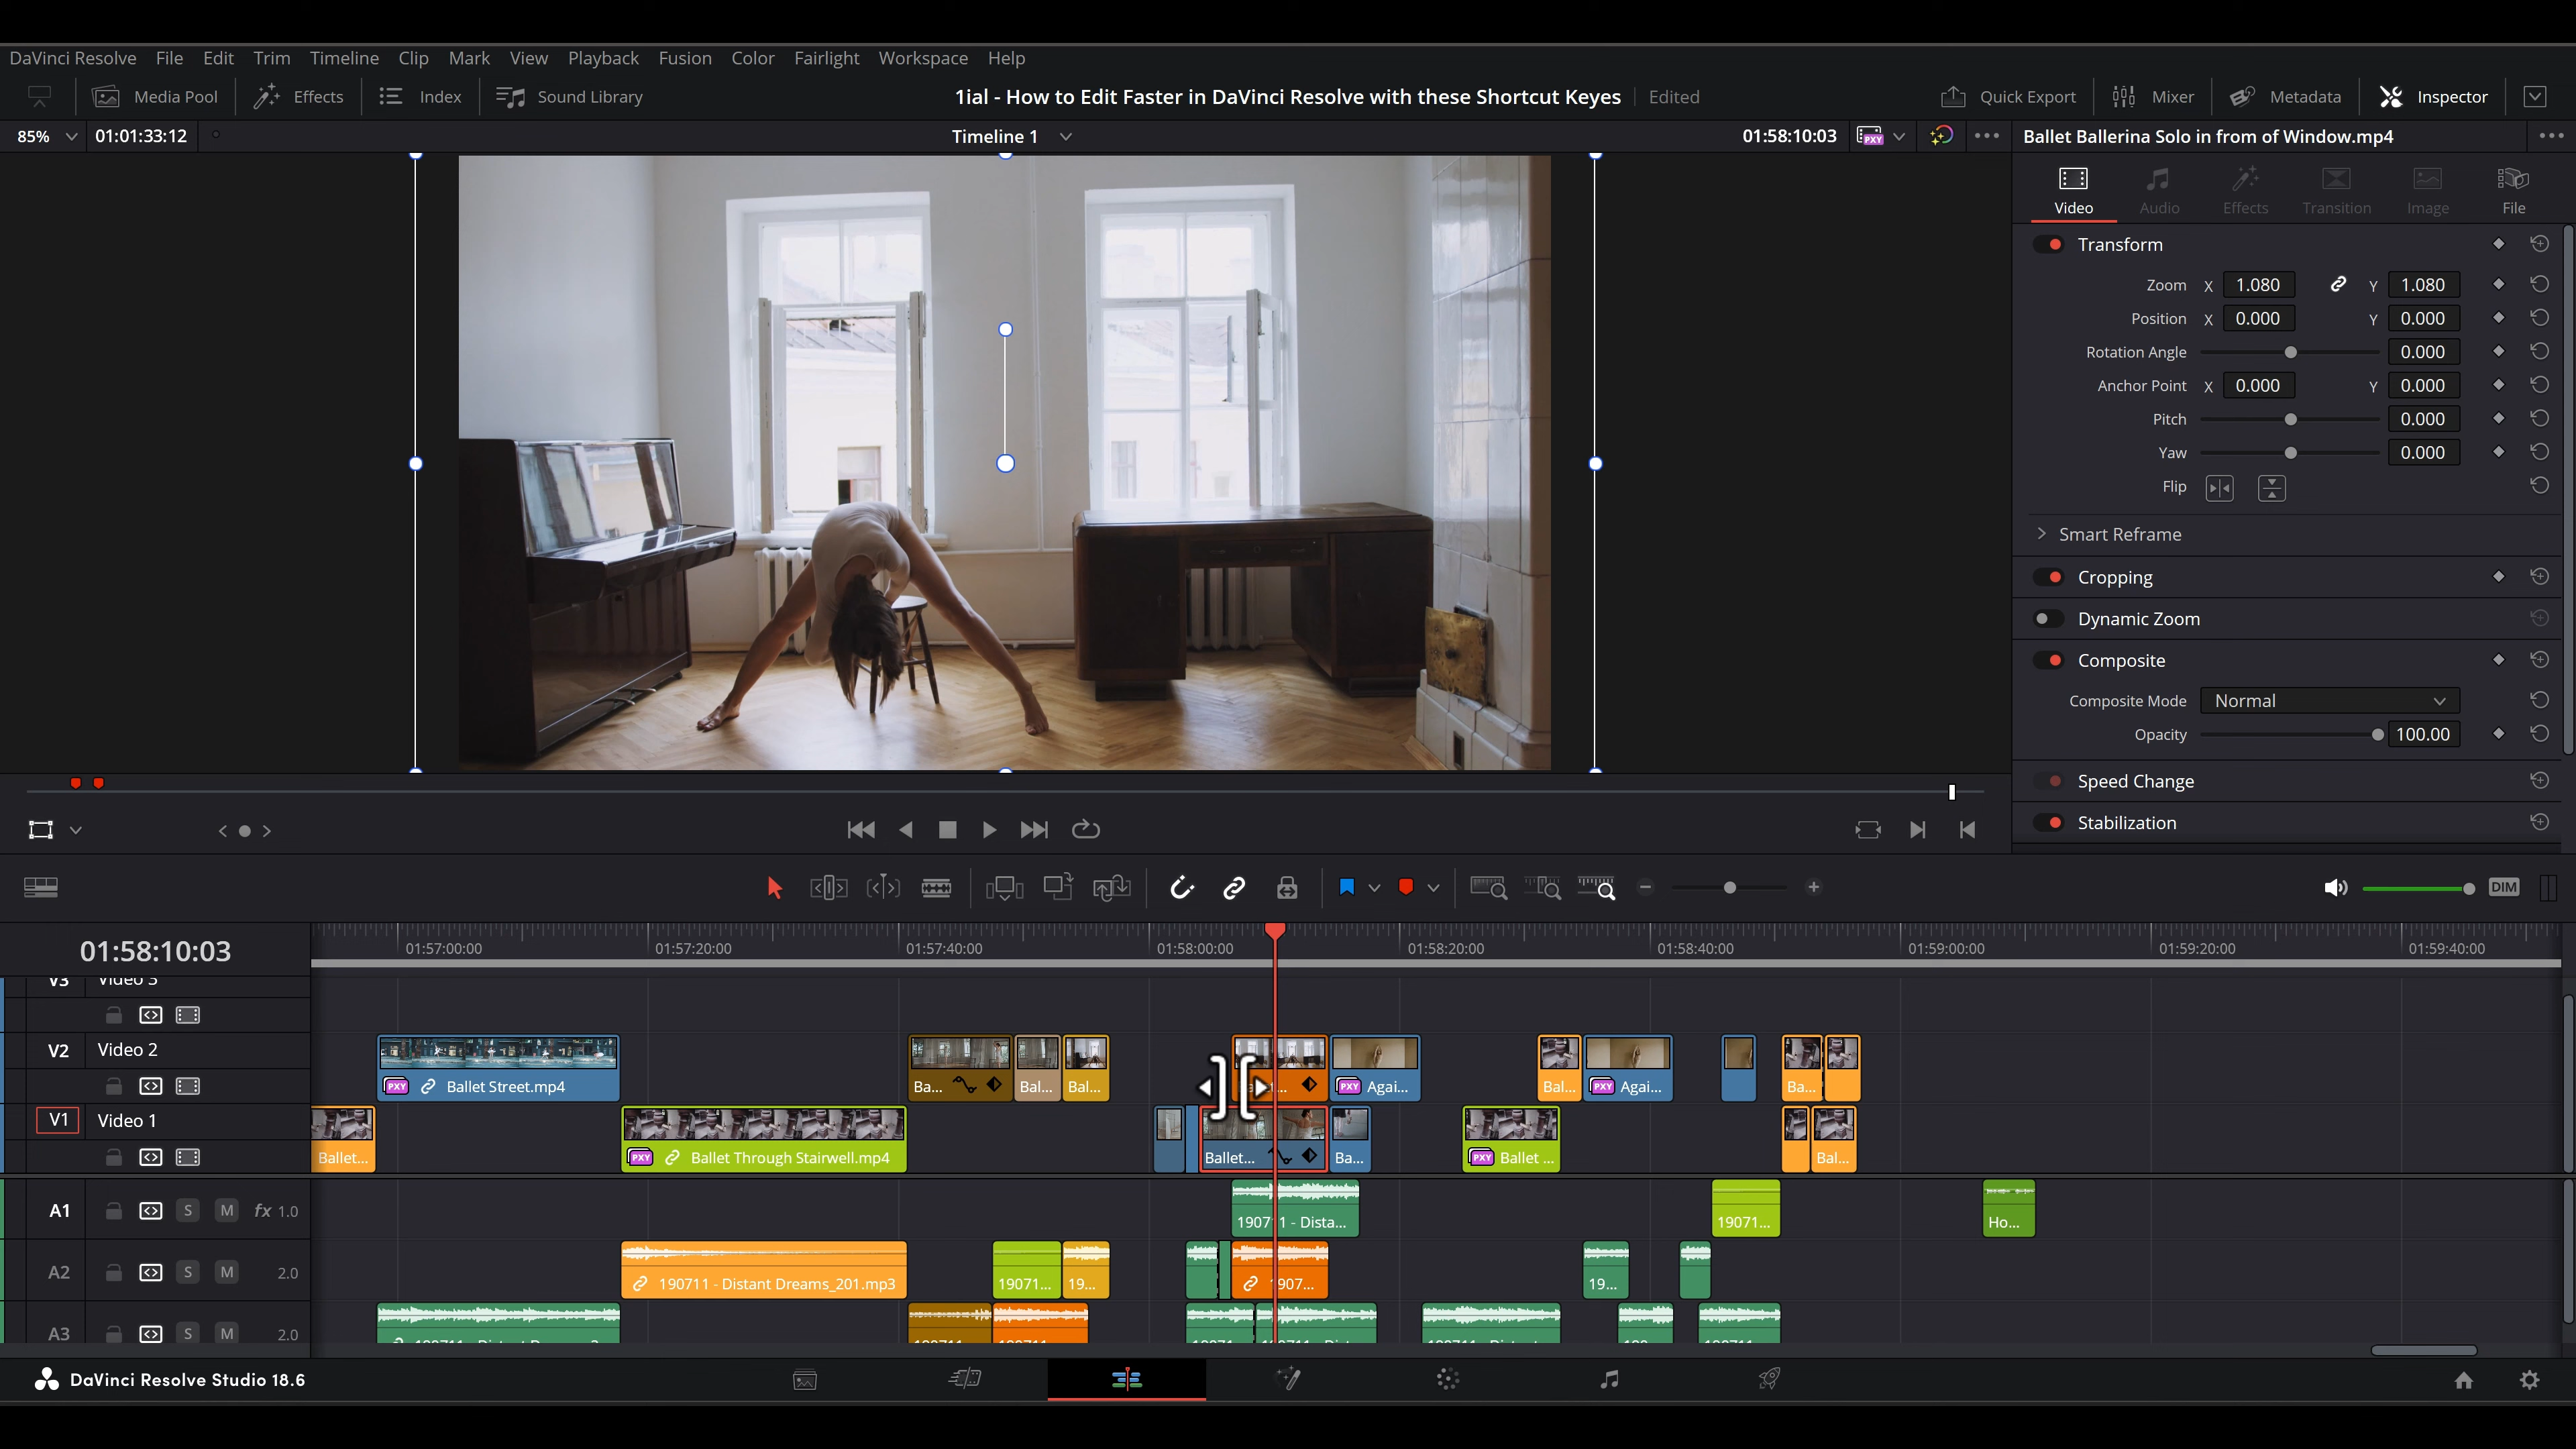 DaVinci Resolve File Edit Trim Timeline Clip Mark View Playback Fusion Color Fairlight Workspace Help
Media Pool Effects Index Sound Library 1ial - How to Edit Faster in DaVinci Resolve with these Shortcut Keyes Edited Quick Export Mixer Metadata Inspector
85% 01:01:33:12 Timeline 1 01:58:10:03 PXY Ballet Ballerina Solo in from of Window.mp4
Video Audio Effects Transition Image File
Transform
Zoom X 1.080 Y 1.080
Position X 0.000 Y 0.000
Rotation Angle 0.000
Anchor Point X 0.000 Y 0.000
Pitch 0.000
Yaw 0.000
Flip
Smart Reframe
Cropping
Dynamic Zoom
Composite
Composite Mode Normal
Opacity 100.00
Speed Change
Stabilization
DIM
01:58:10:03 01:57:00:00 01:57:20:00 01:57:40:00 01:58:00:00 01:58:20:00 01:58:40:00 01:59:00:00 01:59:20:00 01:59:40:00
V3 Video 3
V2 Video 2
PXY Ballet Street.mp4 Ba... Bal... Bal... PXY Agai... Bal... PXY Agai... Ba...
V1 Video 1
Ballet... PXY Ballet Through Stairwell.mp4 Ballet... Ba... PXY Ballet ... Bal...
A1 S M fx 1.0 190711 - Dista... 19071... Ho...
A2 S M 2.0 190711 - Distant Dreams_201.mp3 19071... 19... 1907... 19...
A3 S M 2.0
DaVinci Resolve Studio 18.6